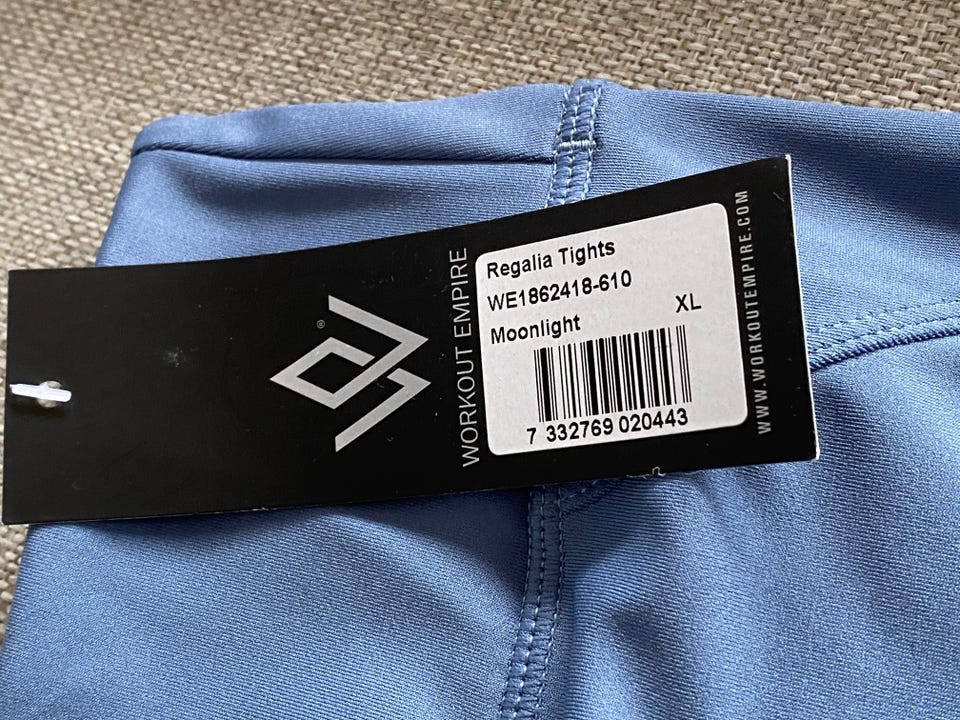 WORKOUT EMPIRE
®
Regalia Tights
WE1862418-610
Moonlight XL
7 332769 020443
WWW.WORKOUTEMPIRE.COM